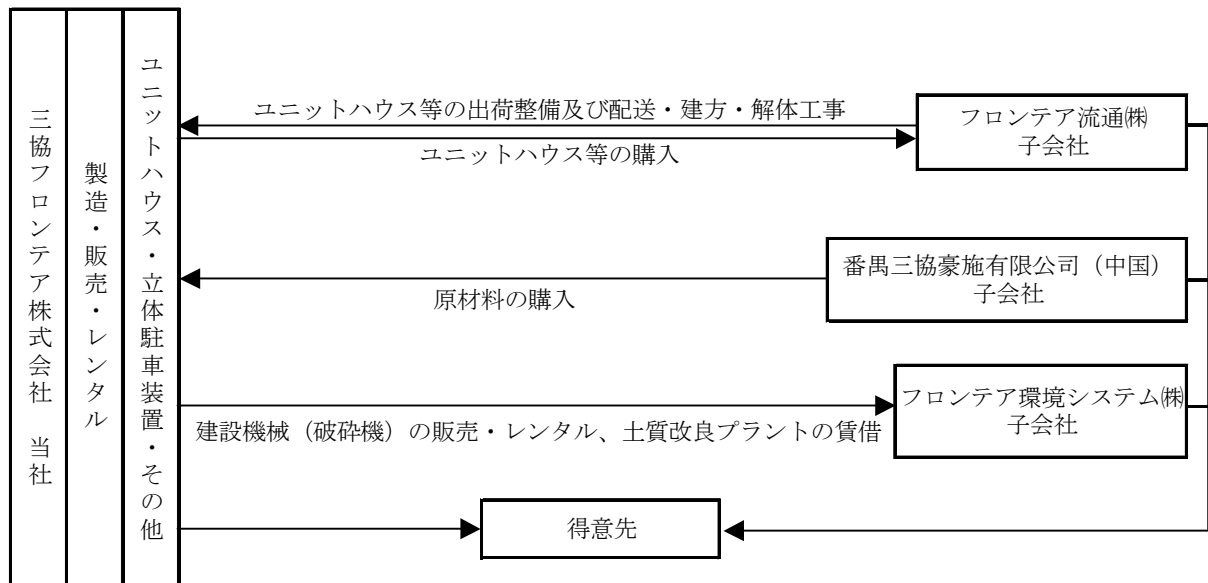 三協フロンテア株式会社 当社
製造・販売・レンタル
ユニットハウス・立体駐車装置・その他
ユニットハウス等の出荷整備及び配送・建方・解体工事
ユニットハウス等の購入
フロンテア流通㈱
子会社
番禺三協豪施有限公司（中国）
子会社
原材料の購入
フロンテア環境システム㈱
子会社
建設機械（破砕機）の販売・レンタル、土質改良プラントの賃借
得意先